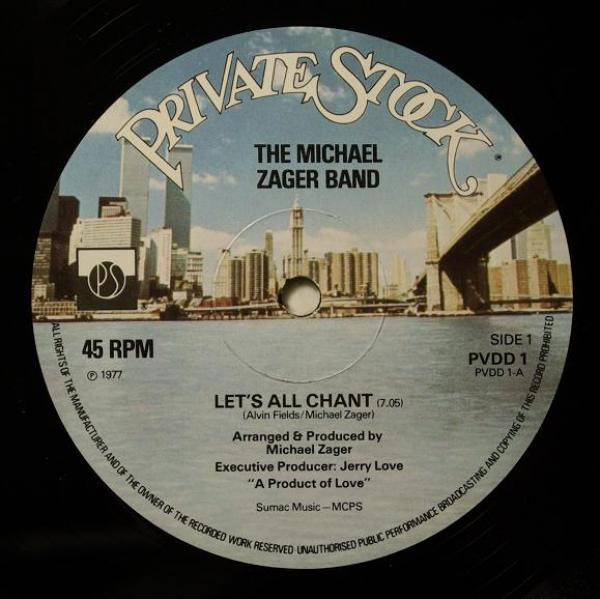 PRIVATE STOCK
THE MICHAEL
ZAGER BAND
PS
45 RPM
℗ 1977
SIDE 1
PVDD 1
PVDD 1-A
LET'S ALL CHANT (7.05)
(Alvin Fields/Michael Zager)
Arranged & Produced by
Michael Zager
Executive Producer: Jerry Love
"A Product of Love"
Sumac Music – MCPS
ALL RIGHTS OF THE MANUFACTURER AND OF THE OWNER OF THE RECORDED WORK RESERVED UNAUTHORISED PUBLIC PERFORMANCE BROADCASTING AND COPYING OF THIS RECORD PROHIBITED